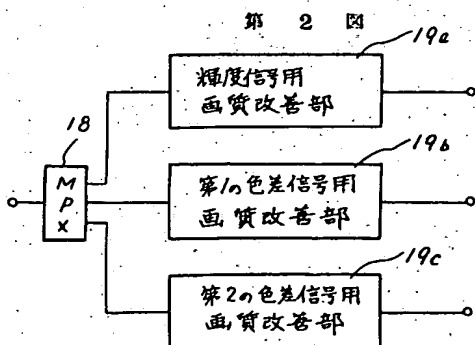 第 2 図
19a
輝度信号用
画質改善部
18
MPX
19b
第1の色差信号用
画質改善部
19c
第2の色差信号用
画質改善部